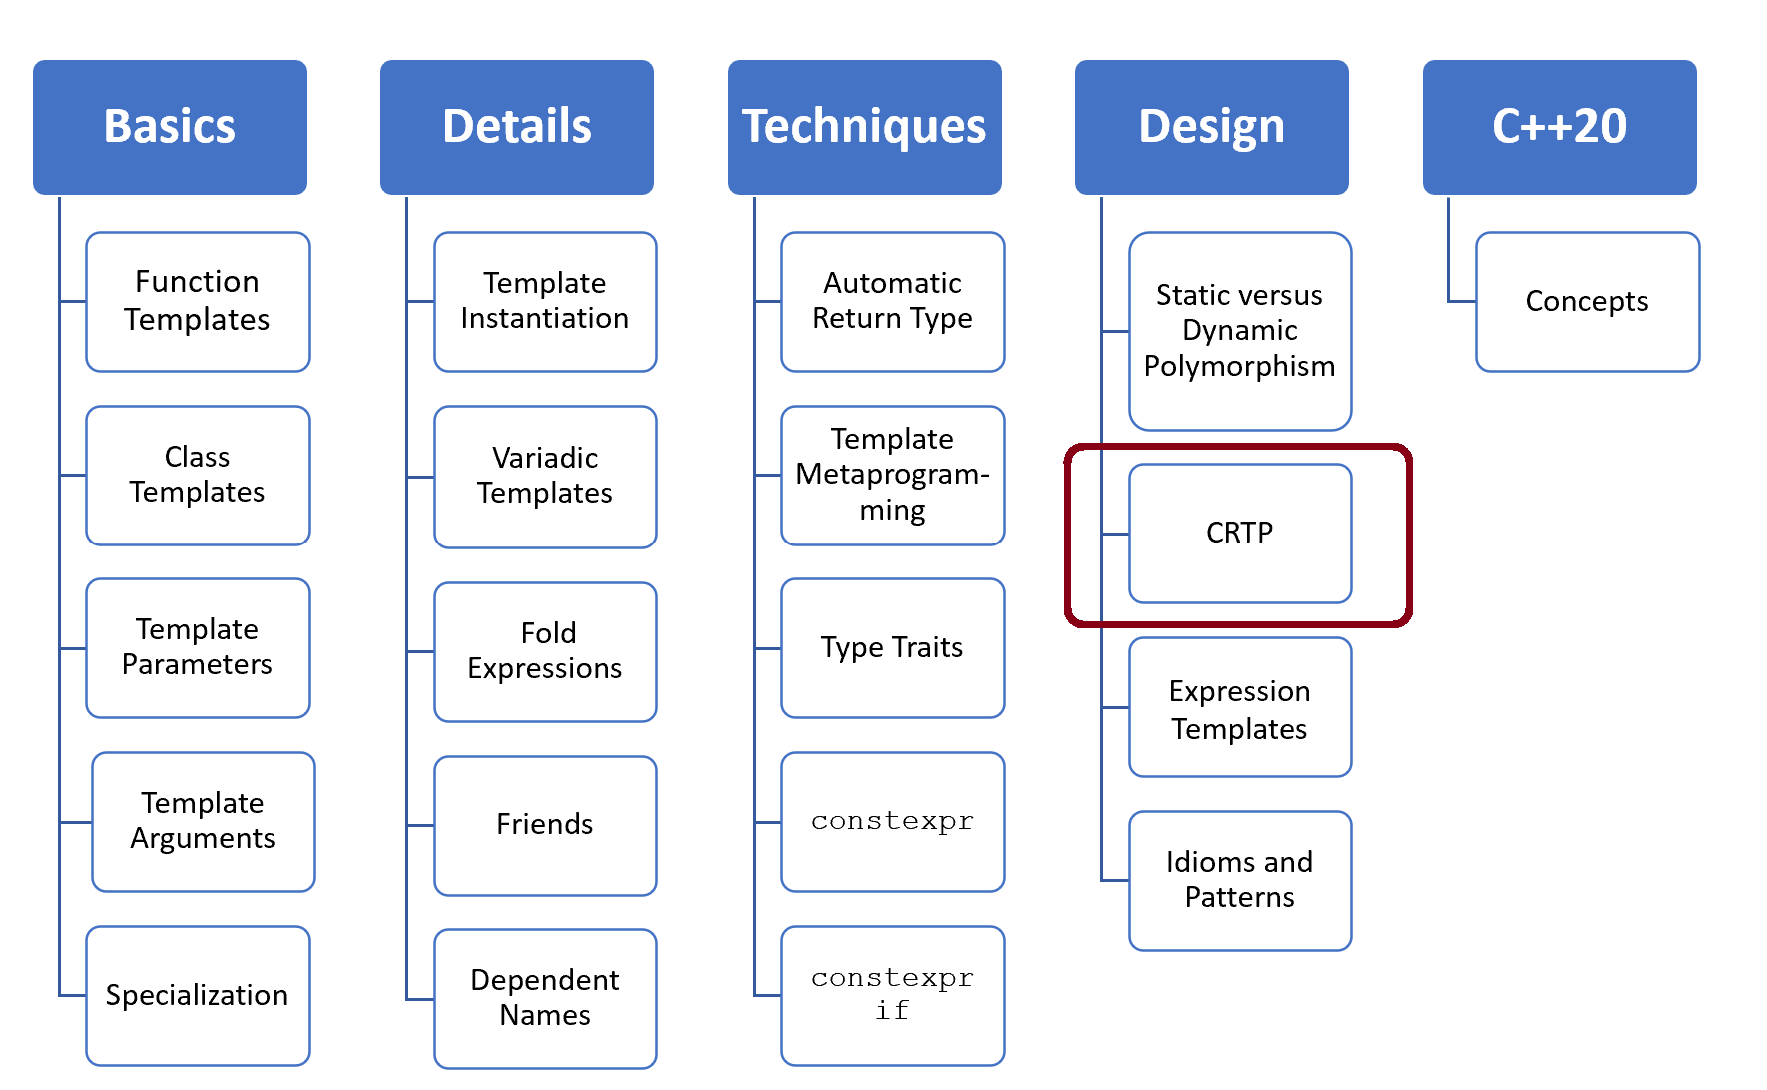 Basics
Function
Templates
Class
Templates
Template
Parameters
Template
Arguments
Specialization
Details
Template
Instantiation
Variadic
Templates
Fold
Expressions
Friends
Dependent
Names
Techniques
Automatic
Return Type
Template
Metaprogram-
ming
Type Traits
constexpr
constexpr
if
Design
Static versus
Dynamic
Polymorphism
CRTP
Expression
Templates
Idioms and
Patterns
C++20
Concepts